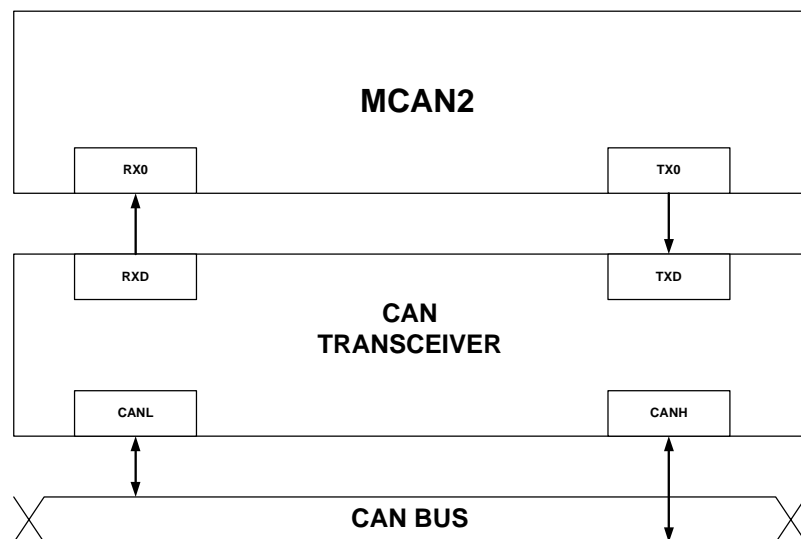 MCAN2
RX0
TX0
RXD
TXD
CAN
TRANSCEIVER
CANL
CANH
CAN BUS